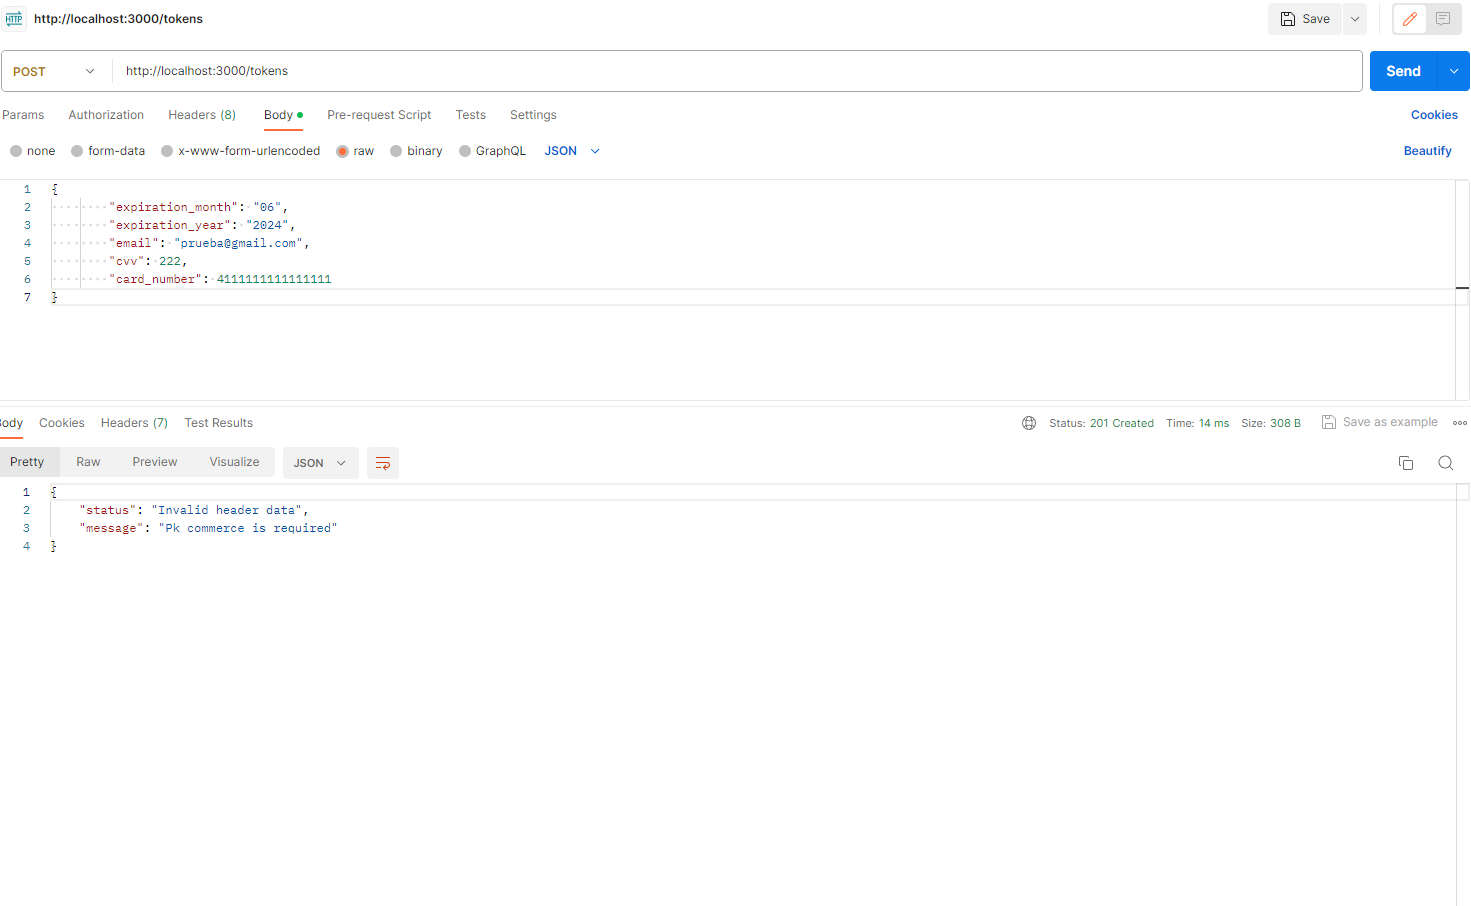 HTTP http://localhost:3000/tokens Save
POST http://localhost:3000/tokens Send
Params Authorization Headers (8) Body Pre-request Script Tests Settings Cookies
none form-data x-www-form-urlencoded raw binary GraphQL JSON Beautify
1 {
2 "expiration_month": "06",
3 "expiration_year": "2024",
4 "email": "prueba@gmail.com",
5 "cvv": 222,
6 "card_number": 4111111111111111
7 }
Body Cookies Headers (7) Test Results Status: 201 Created Time: 14 ms Size: 308 B Save as example
Pretty Raw Preview Visualize JSON
1 {
2 "status": "Invalid header data",
3 "message": "Pk commerce is required"
4 }